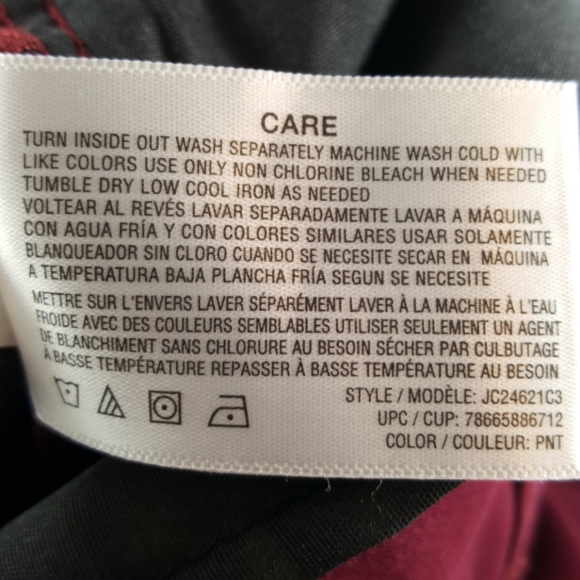 CARE
TURN INSIDE OUT WASH SEPARATELY MACHINE WASH COLD WITH
LIKE COLORS USE ONLY NON CHLORINE BLEACH WHEN NEEDED
TUMBLE DRY LOW COOL IRON AS NEEDED
VOLTEAR AL REVÉS LAVAR SEPARADAMENTE LAVAR A MÁQUINA
CON AGUA FRÍA Y CON COLORES SIMILARES USAR SOLAMENTE
BLANQUEADOR SIN CLORO CUANDO SE NECESITE SECAR EN MÁQUINA
A TEMPERATURA BAJA PLANCHA FRÍA SEGUN SE NECESITE
METTRE SUR L'ENVERS LAVER SÉPARÉMENT LAVER À LA MACHINE À L'EAU
FROIDE AVEC DES COULEURS SEMBLABLES UTILISER SEULEMENT UN AGENT
DE BLANCHIMENT SANS CHLORURE AU BESOIN SÉCHER PAR CULBUTAGE
À BASSE TEMPÉRATURE REPASSER À BASSE TEMPÉRATURE AU BESOIN
STYLE / MODÈLE: JC24621C3
UPC / CUP: 78665886712
COLOR / COULEUR: PNT